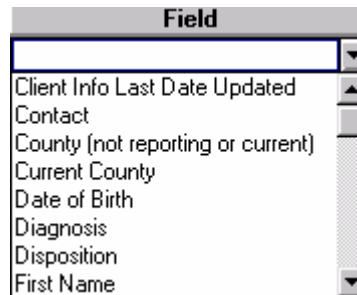 Field
Client Info Last Date Updated
Contact
County (not reporting or current)
Current County
Date of Birth
Diagnosis
Disposition
First Name